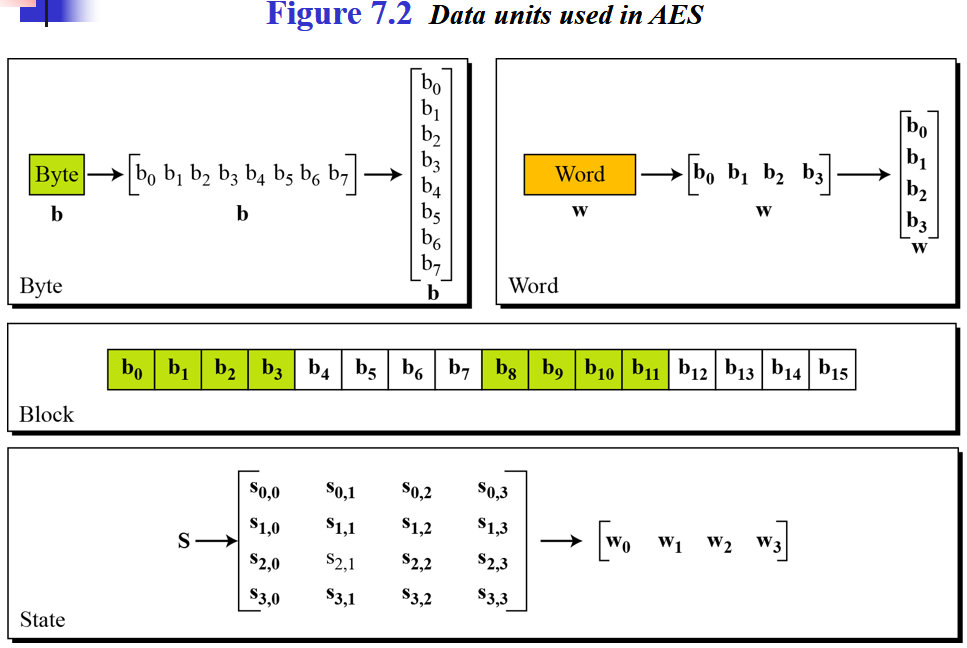 Figure 7.2 Data units used in AES
Byte
b
b0 b1 b2 b3 b4 b5 b6 b7
b
b0
b1
b2
b3
b4
b5
b6
b7
b
Byte
Word
w
b0 b1 b2 b3
w
b0
b1
b2
b3
w
Word
b0 b1 b2 b3 b4 b5 b6 b7 b8 b9 b10 b11 b12 b13 b14 b15
Block
S
s0,0 s0,1 s0,2 s0,3
s1,0 s1,1 s1,2 s1,3
s2,0 s2,1 s2,2 s2,3
s3,0 s3,1 s3,2 s3,3
w0 w1 w2 w3
State